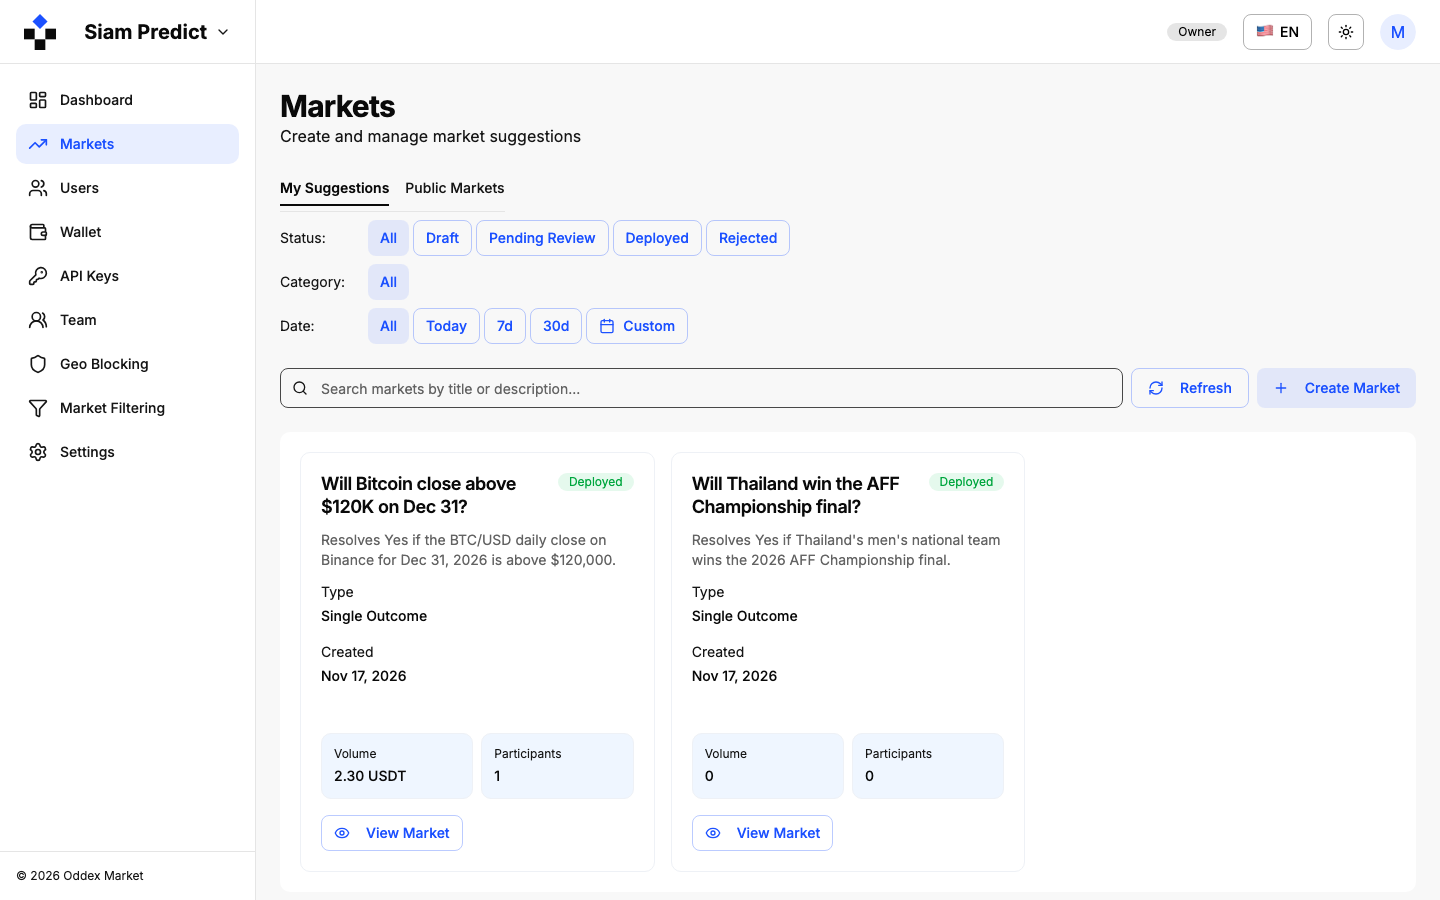 Siam Predict
Owner
EN
M
Dashboard
Markets
Users
Wallet
API Keys
Team
Geo Blocking
Market Filtering
Settings
© 2026 Oddex Market
Markets
Create and manage market suggestions
My Suggestions
Public Markets
Status:
All
Draft
Pending Review
Deployed
Rejected
Category:
All
Date:
All
Today
7d
30d
Custom
Search markets by title or description...
Refresh
Create Market
Will Bitcoin close above
$120K on Dec 31?
Deployed
Resolves Yes if the BTC/USD daily close on
Binance for Dec 31, 2026 is above $120,000.
Type
Single Outcome
Created
Nov 17, 2026
Volume
2.30 USDT
Participants
1
View Market
Will Thailand win the AFF
Championship final?
Deployed
Resolves Yes if Thailand's men's national team
wins the 2026 AFF Championship final.
Type
Single Outcome
Created
Nov 17, 2026
Volume
0
Participants
0
View Market